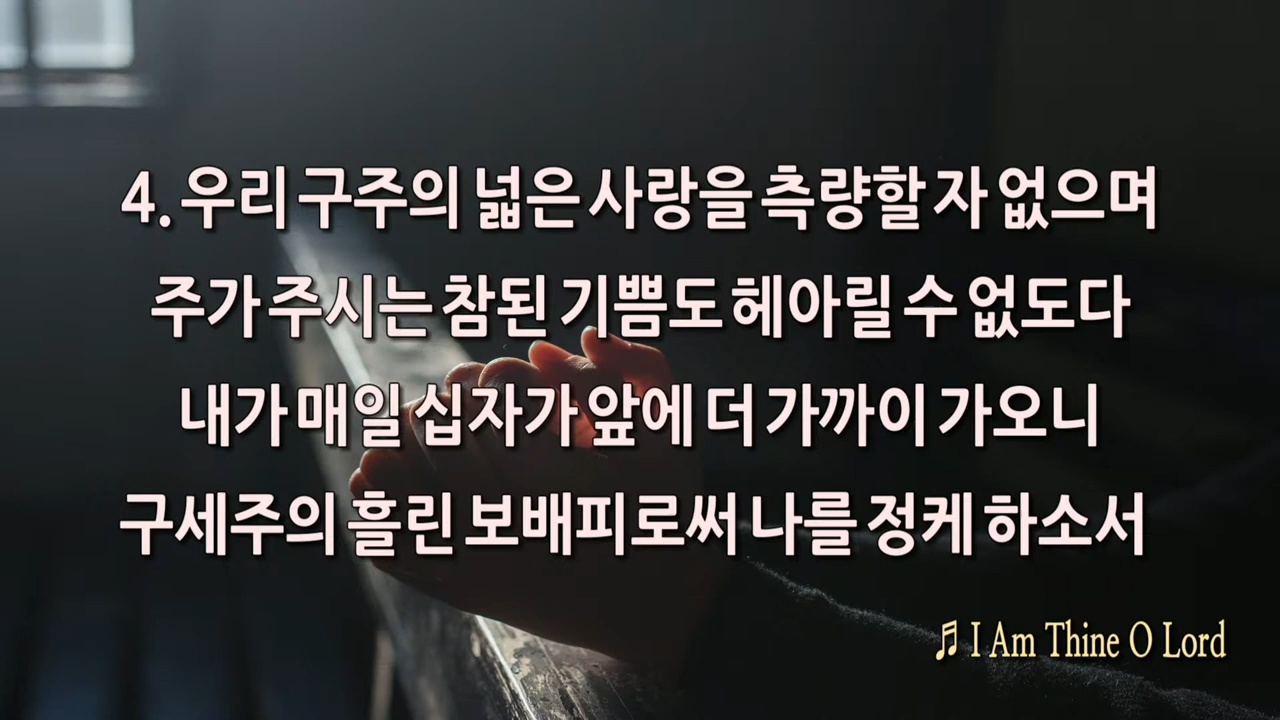 4. 우리 구주의 넓은 사랑을 측량할 자 없으며
주가 주시는 참된 기쁨도 헤아릴 수 없도다
내가 매일 십자가 앞에 더 가까이 가오니
구세주의 흘린 보배피로써 나를 정케 하소서
♬ I Am Thine O Lord